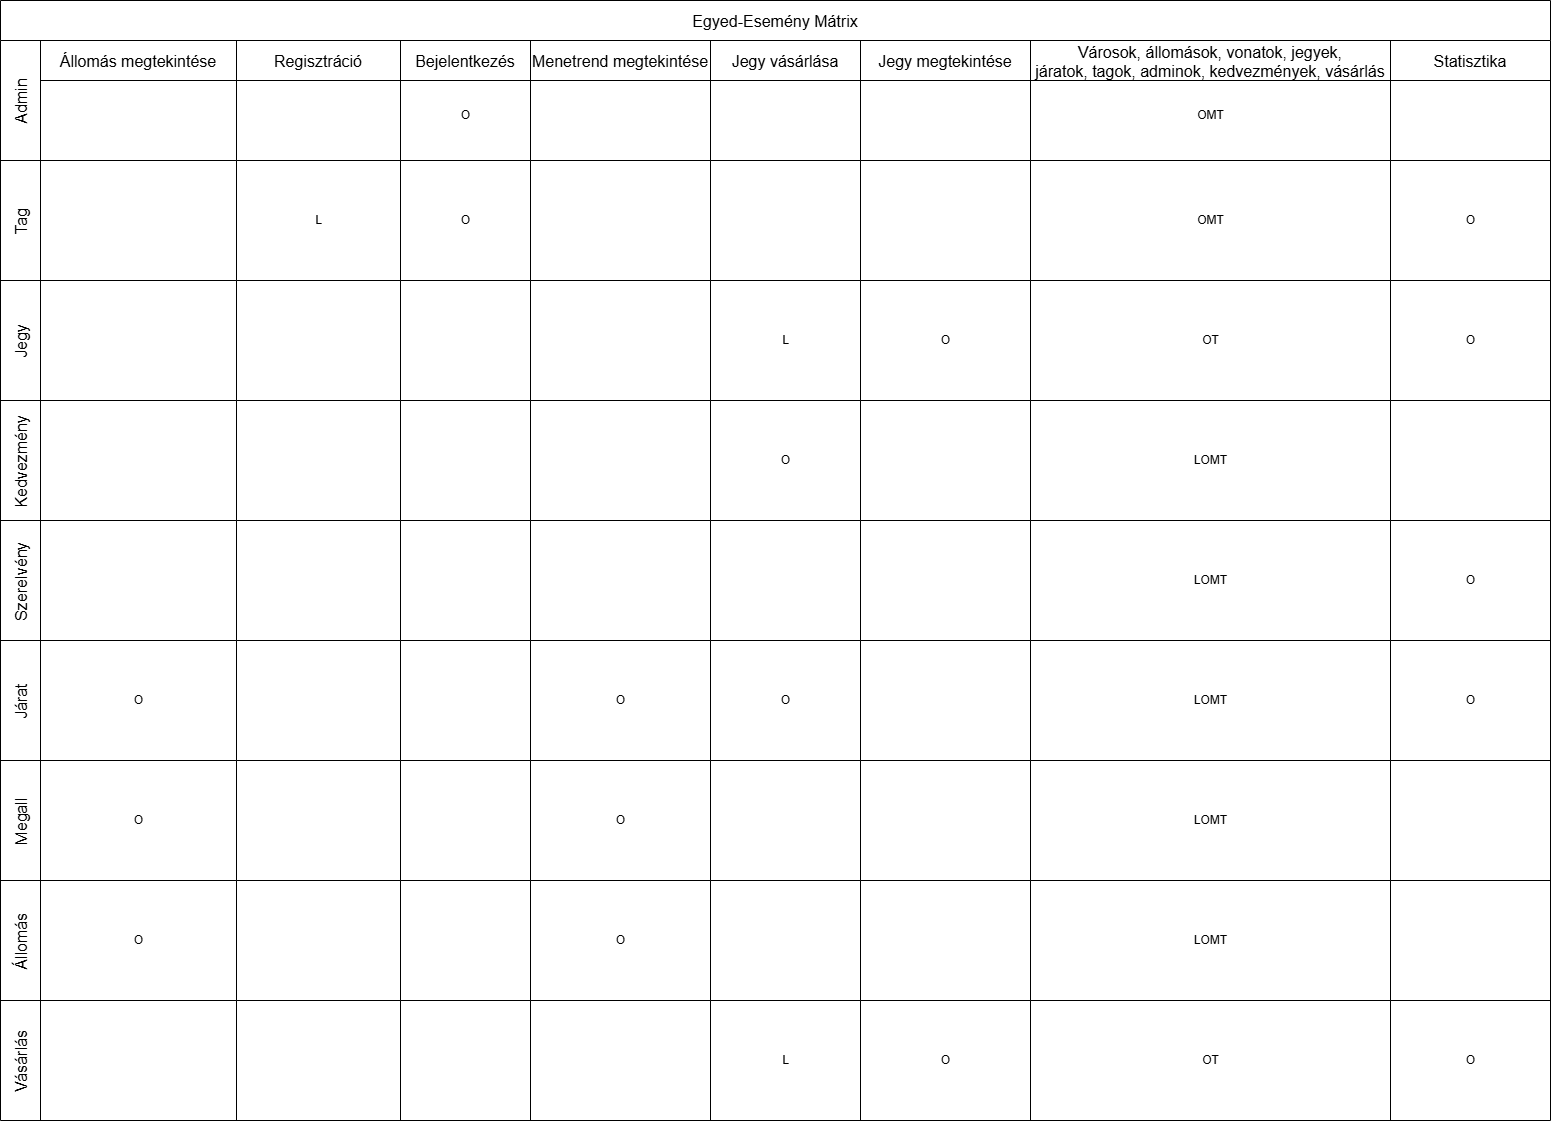 Egyed-Esemény Mátrix
Állomás megtekintése
Regisztráció
Bejelentkezés
Menetrend megtekintése
Jegy vásárlása
Jegy megtekintése
Városok, állomások, vonatok, jegyek,
járatok, tagok, adminok, kedvezmények, vásárlás
Statisztika
Admin
O
OMT
Tag
L
O
OMT
O
Jegy
L
O
OT
O
Kedvezmény
O
LOMT
Szerelvény
LOMT
O
Járat
O
O
O
LOMT
O
Megall
O
O
LOMT
Állomás
O
O
LOMT
Vásárlás
L
O
OT
O